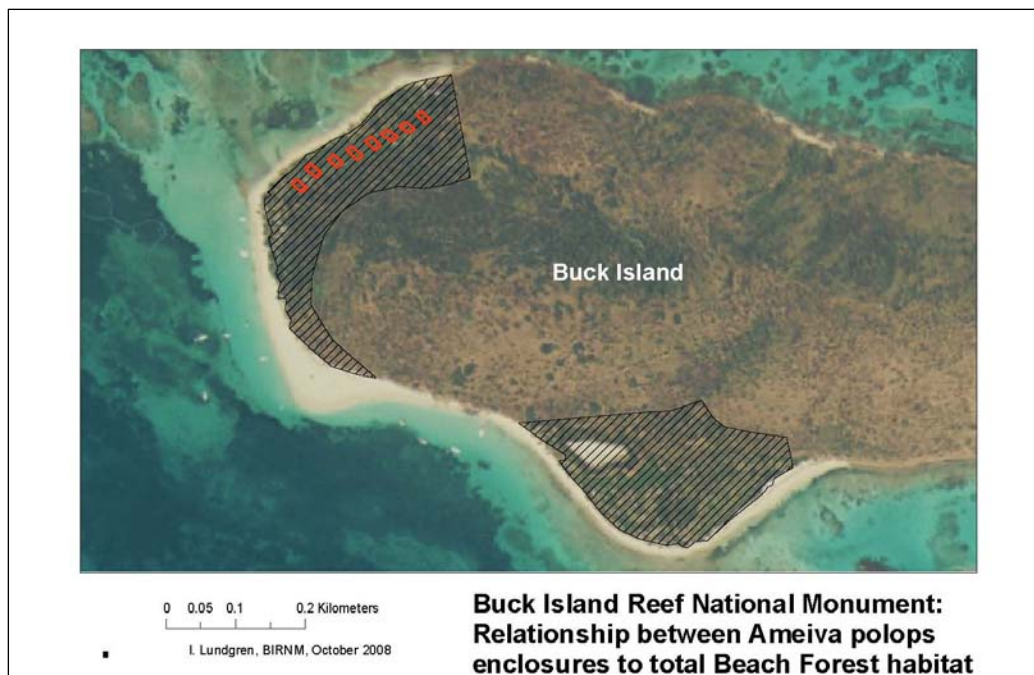 Buck Island
0 0.05 0.1 0.2 Kilometers
I. Lundgren, BIRNM, October 2008
Buck Island Reef National Monument:
Relationship between Ameiva polops
enclosures to total Beach Forest habitat